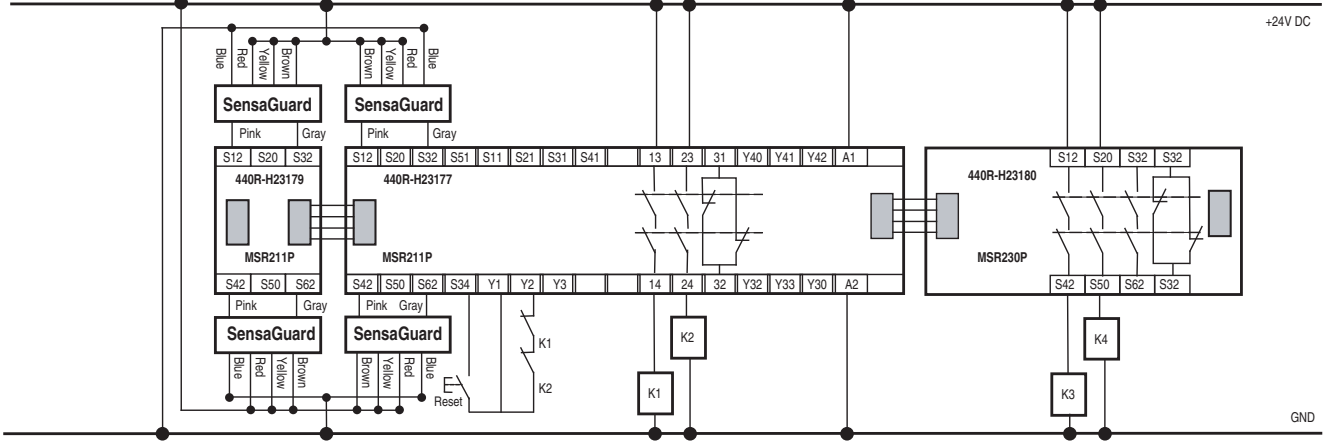 +24V DC
Blue
Red
Yellow
Brown
Brown
Yellow
Red
Blue
SensaGuard
SensaGuard
Pink
Gray
Pink
Gray
S12 S20 S32
S12 S20 S32 S51 S11 S21 S31 S41 13 23 31 Y40 Y41 Y42 A1
S12 S20 S32 S32
440R-H23179
440R-H23177
440R-H23180
MSR211P
MSR211P
MSR230P
S42 S50 S62
S42 S50 S62 S34 Y1 Y2 Y3 14 24 32 Y32 Y33 Y30 A2
S42 S50 S62 S32
Pink
Gray
Pink
Gray
SensaGuard
SensaGuard
Blue
Red
Yellow
Brown
Brown
Yellow
Red
Blue
Reset
K1
K2
K2
K1
K4
K3
GND